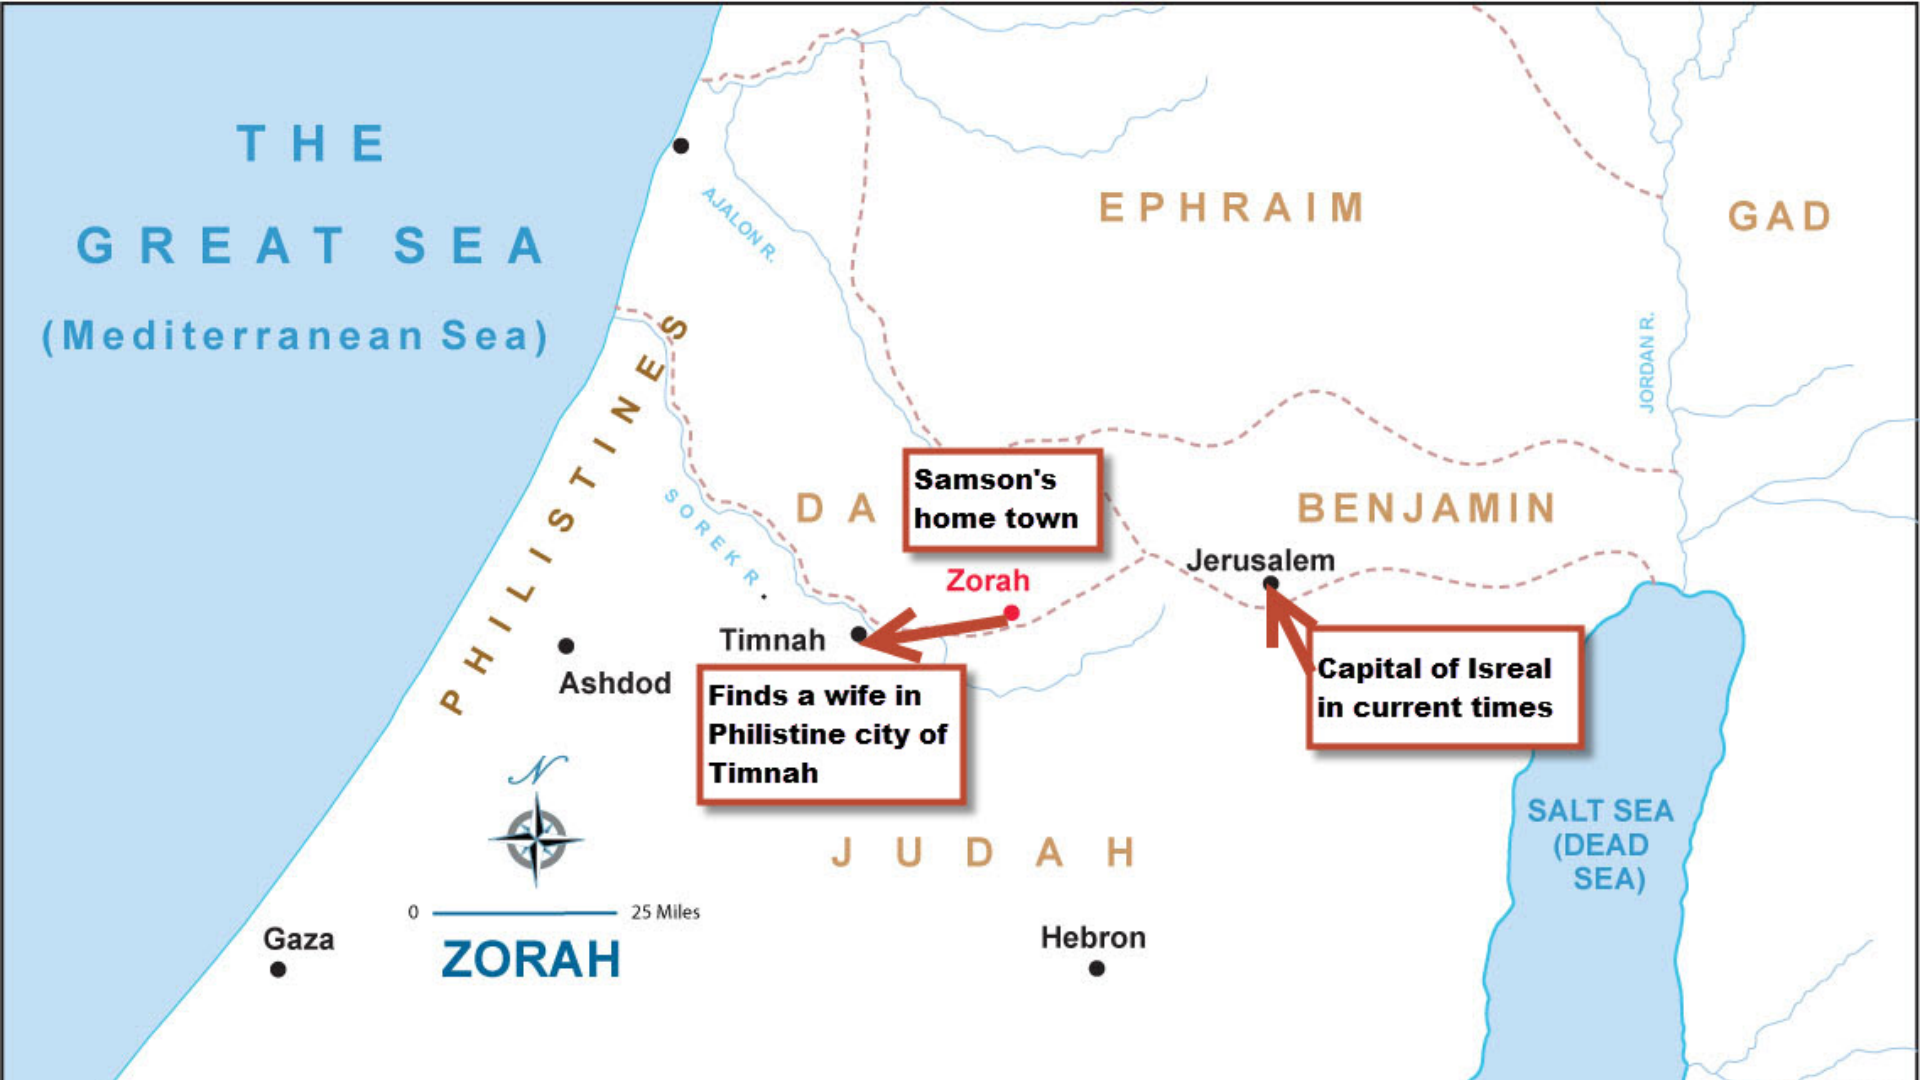 THE
GREAT SEA
(Mediterranean Sea)
AJALON R.
EPHRAIM
GAD
JORDAN R.
PHILISTINES
SOREK R.
DA
Samson's
home town
BENJAMIN
Jerusalem
Zorah
Timnah
Ashdod
Finds a wife in
Philistine city of
Timnah
Capital of Isreal
in current times
N
SALT SEA
(DEAD
SEA)
JUDAH
0 25 Miles
ZORAH
Gaza
Hebron